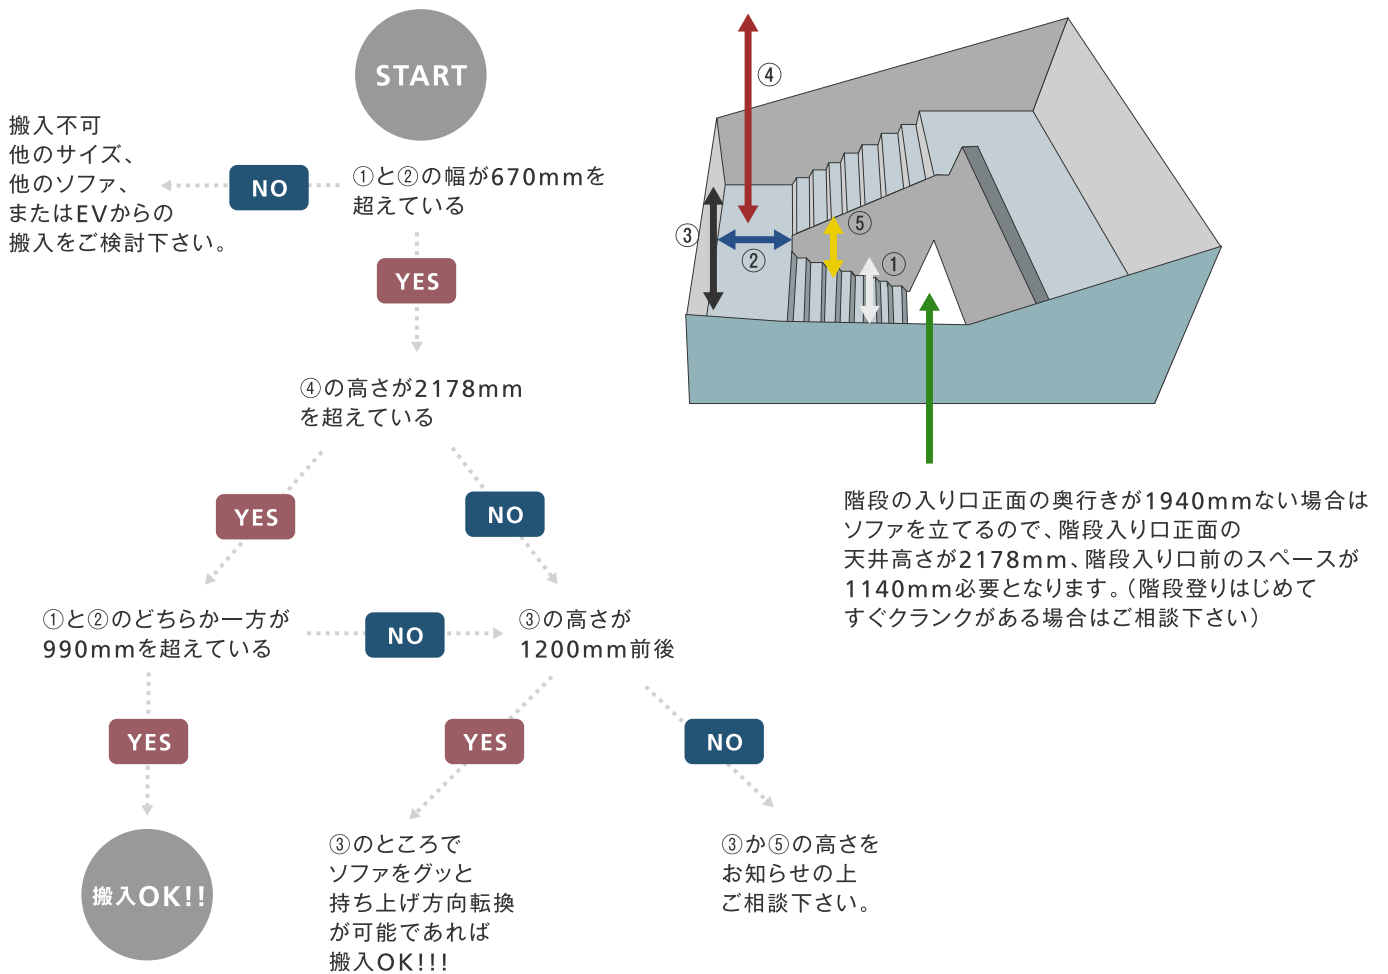 START
搬入不可
他のサイズ、
他のソファ、
またはEVからの
搬入をご検討下さい。
NO
①と②の幅が670mmを
超えている
YES
④の高さが2178mm
を超えている
YES
NO
①と②のどちらか一方が
990mmを超えている
NO
③の高さが
1200mm前後
YES
YES
NO
搬入OK!!
③のところで
ソファをグッと
持ち上げ方向転換
が可能であれば
搬入OK!!!
③か⑤の高さを
お知らせの上
ご相談下さい。
④
③
②
⑤
①
階段の入り口正面の奥行きが1940mmない場合は
ソファを立てるので、階段入り口正面の
天井高さが2178mm、階段入り口前のスペースが
1140mm必要となります。（階段登りはじめて
すぐクランクがある場合はご相談下さい）